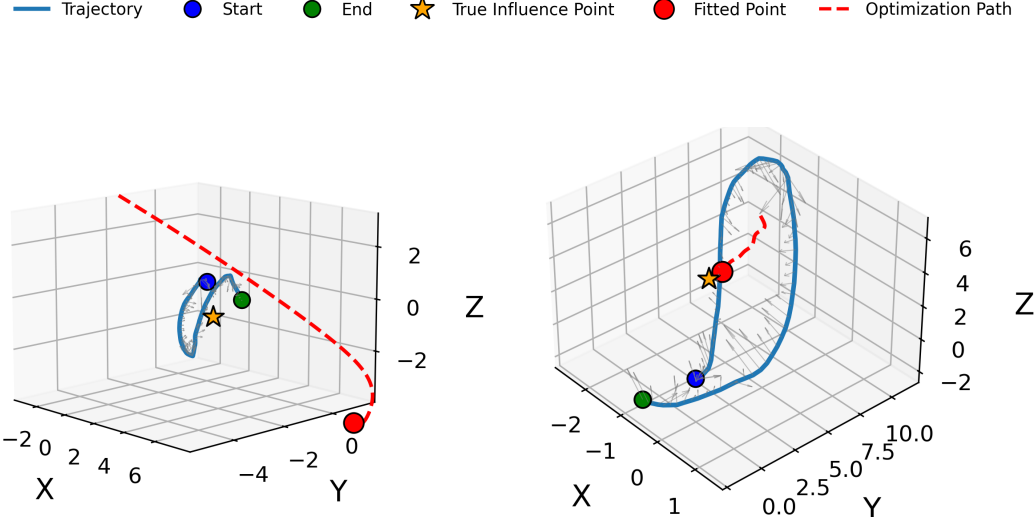 Trajectory Start End True Influence Point Fitted Point Optimization Path
2
0
−2
Z
−2 0 2 4 6
X
−4 −2 0
Y
6
4
2
0
−2
Z
−2 −1 0 1
X
0.0 2.5 5.0 7.5 10.0
Y